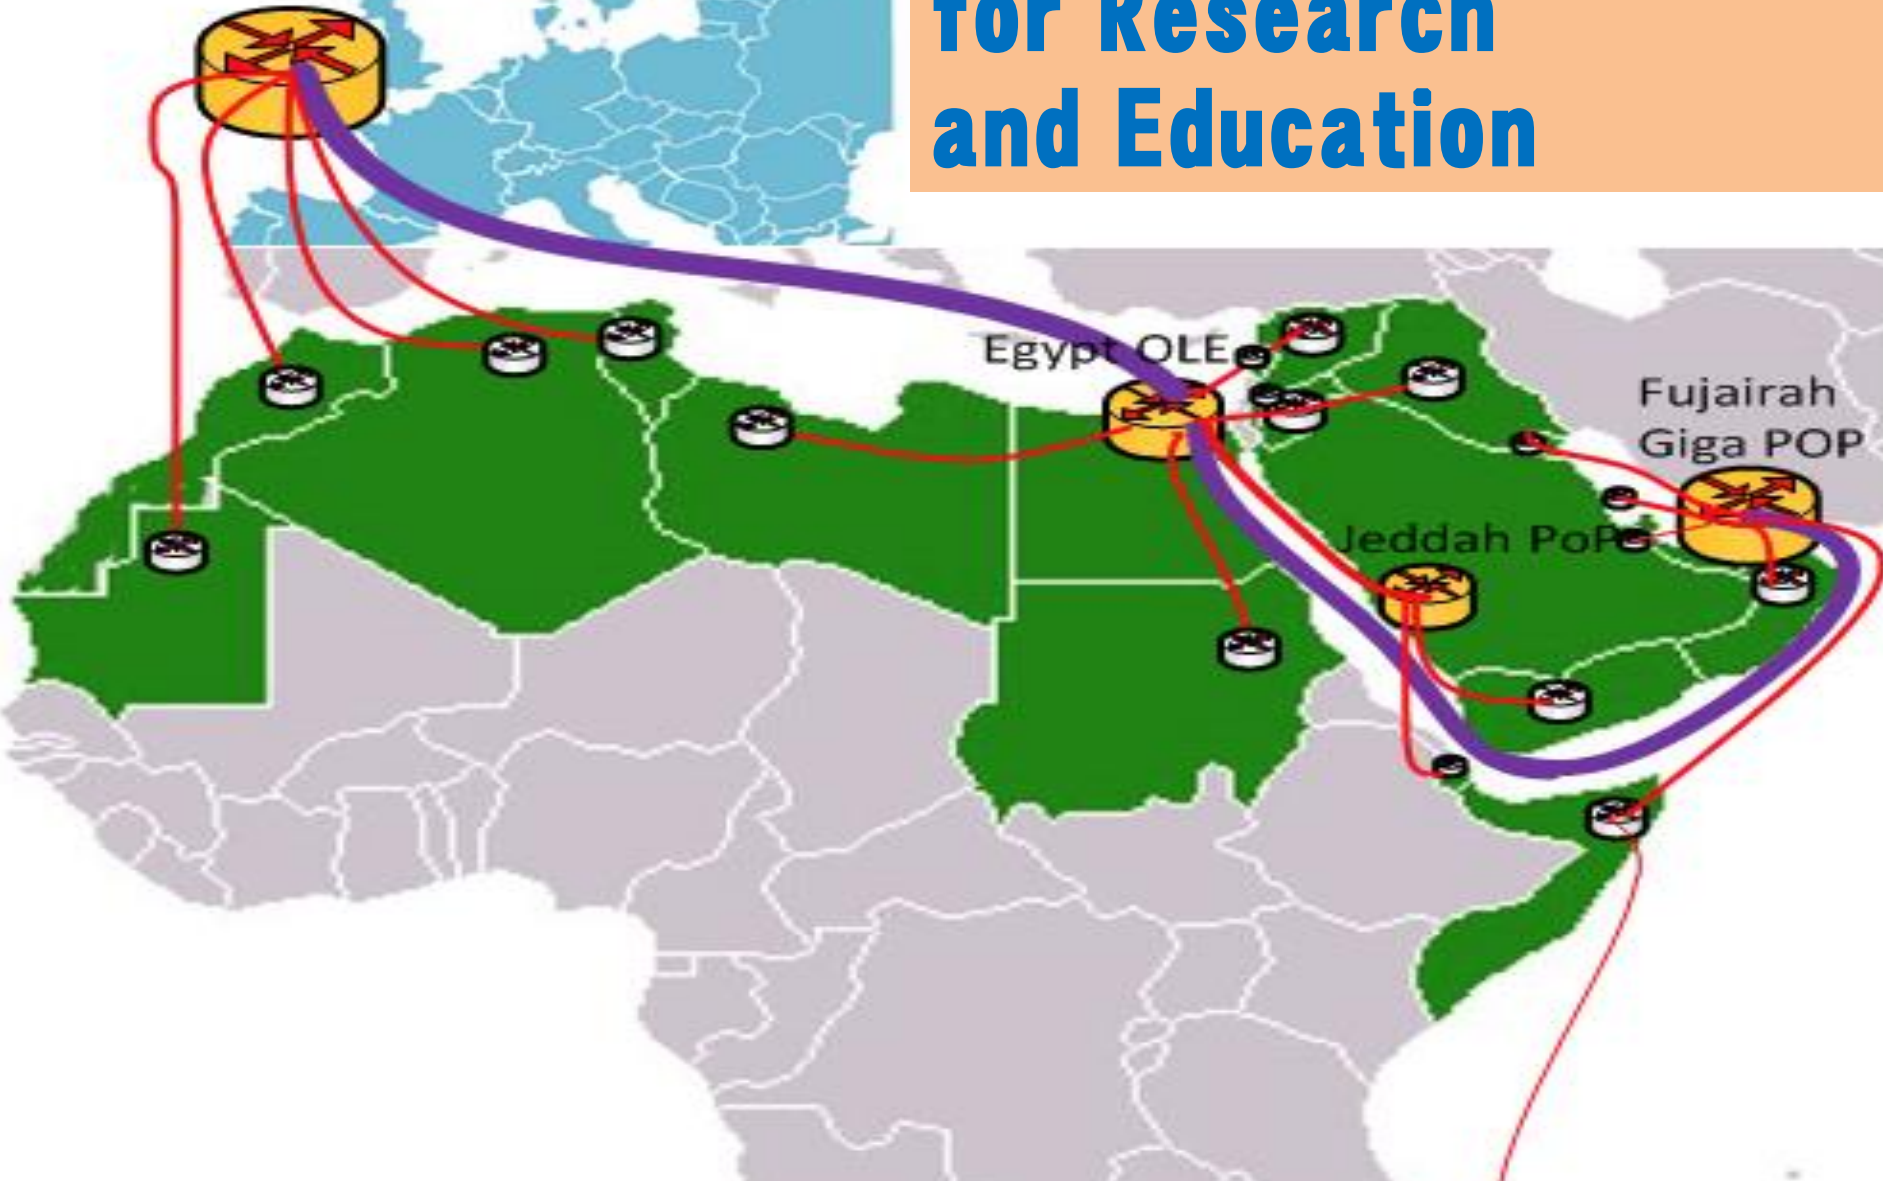 for Research
and Education
Egypt OLE
Fujairah
Giga POP
Jeddah PoP